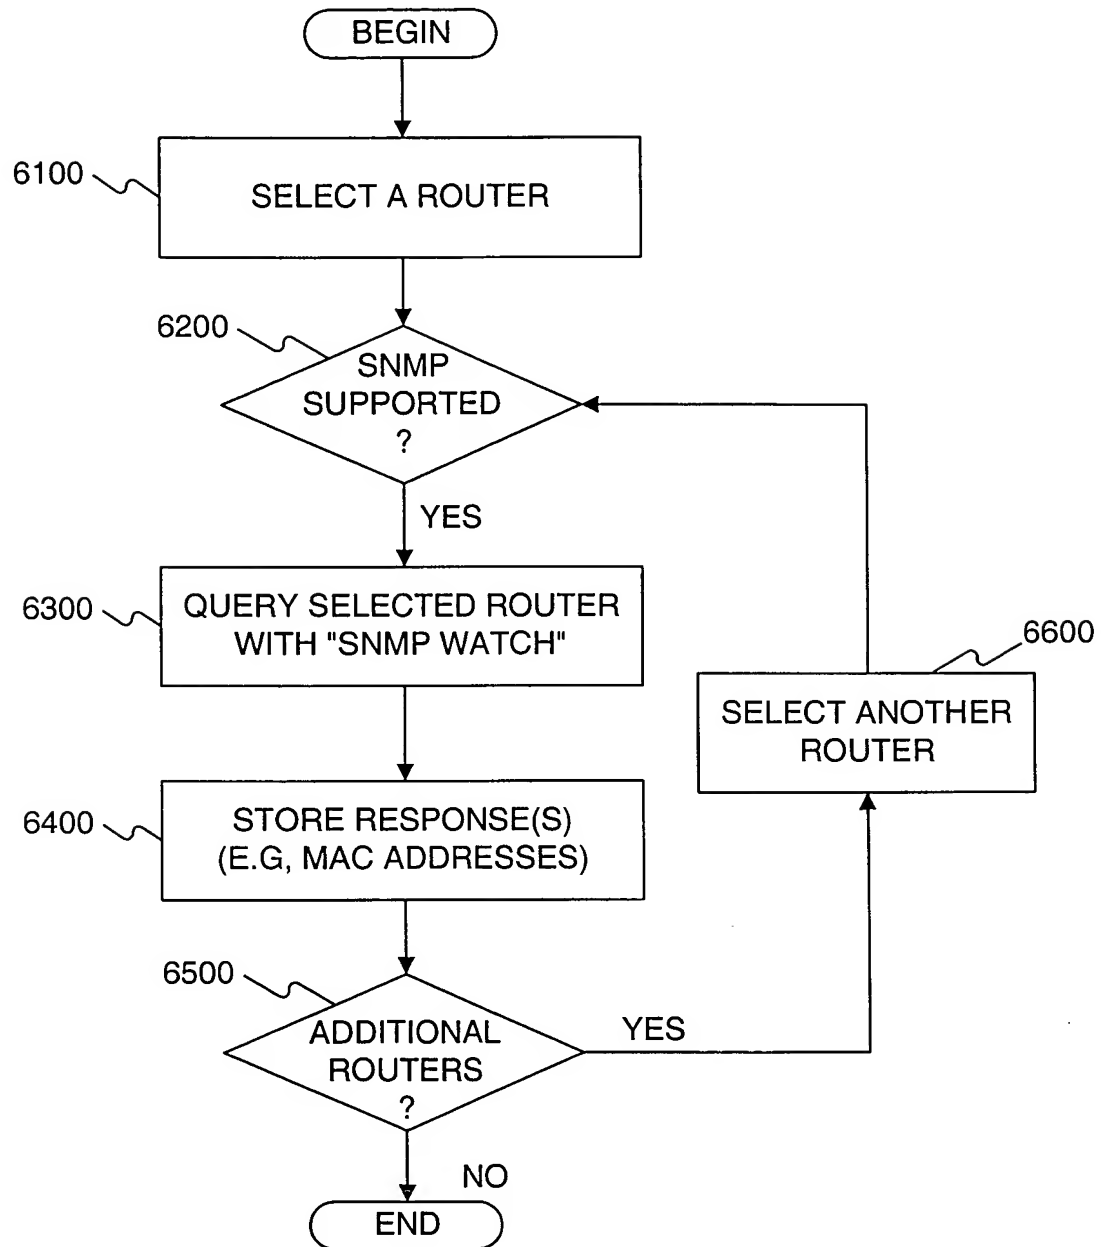 BEGIN
6100
SELECT A ROUTER
6200
SNMP
SUPPORTED
?
YES
6300
QUERY SELECTED ROUTER
WITH "SNMP WATCH"
6600
SELECT ANOTHER
ROUTER
6400
STORE RESPONSE(S)
(E.G, MAC ADDRESSES)
6500
ADDITIONAL
ROUTERS
?
YES
NO
END